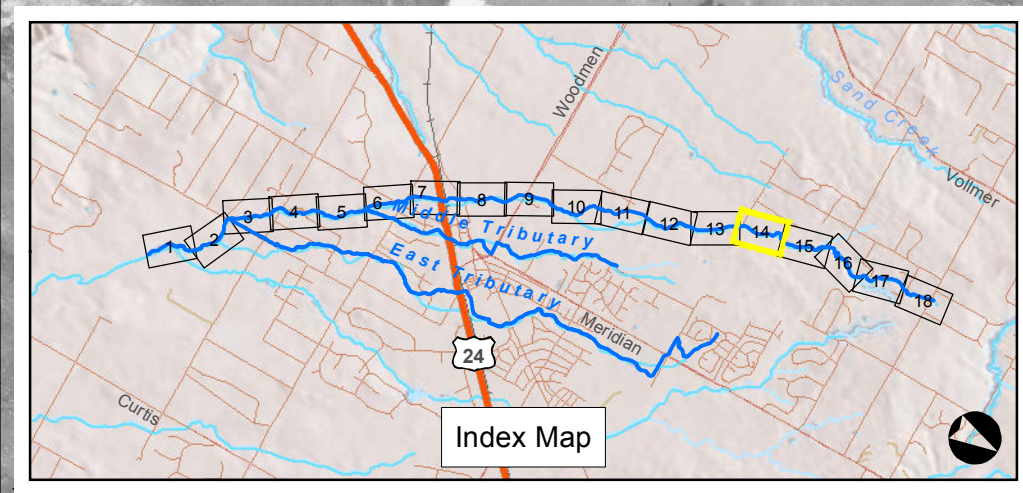 Woodmen
Sand Creek
Vollmer
1
2
3
4
5
6
7
8
9
10
11
12
13
14
15
16
17
18
Middle Tributary
East Tributary
Meridian
24
Curtis
Index Map